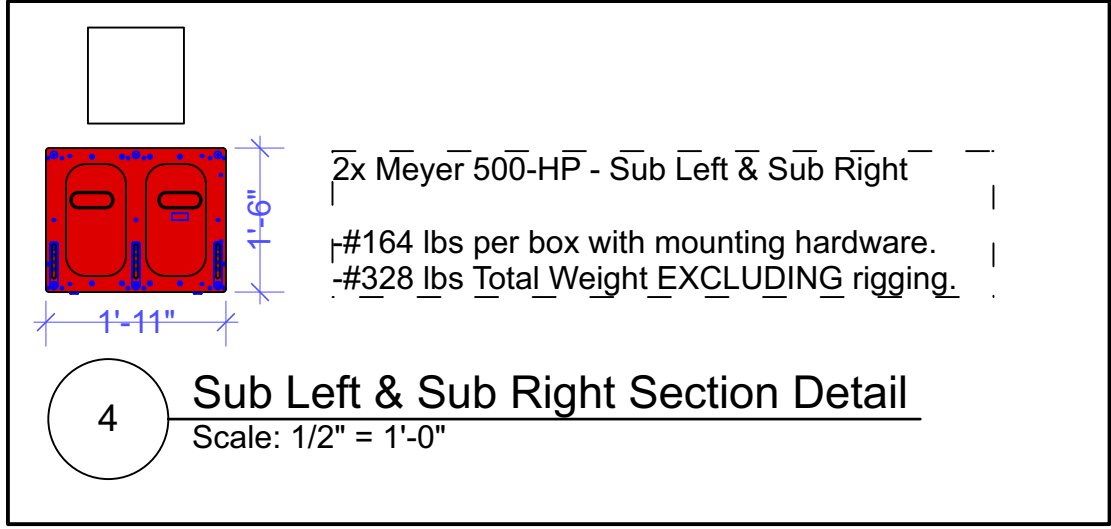 2x Meyer 500-HP - Sub Left & Sub Right
1'-6"
-#164 lbs per box with mounting hardware.
-#328 lbs Total Weight EXCLUDING rigging.
1'-11"
4
Sub Left & Sub Right Section Detail
Scale: 1/2" = 1'-0"